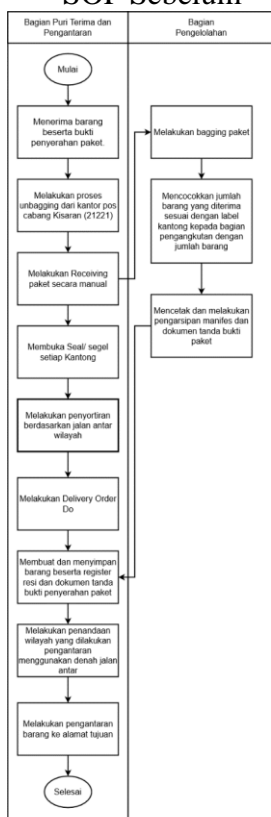 SOP Sebelum
Bagian Puri Terima dan
Pengantaran
Bagian
Pengelolahan
Mulai
Menerima barang
beserta bukti
penyerahan paket.
Melakukan bagging paket
Melakukan proses
unbagging dari kantor pos
cabang Kisaran (21221)
Mencocokkan jumlah
barang yang diterima
sesuai dengan label
kantong kepada bagian
pengangkutan dengan
jumlah barang
Melakukan Receiving
paket secara manual
Mencetak dan melakukan
pengarsipan manifes dan
dokumen tanda bukti
paket
Membuka Seal/ segel
setiap Kantong
Melakukan penyortiran
berdasarkan jalan antar
wilayah
Melakukan Delivery Order
Do
Membuat dan menyimpan
barang beserta register
resi dan dokumen tanda
bukti penyerahan paket
Melakukan penandaan
wilayah yang dilakukan
pengantaran
menggunakan denah jalan
antar
Melakukan pengantaran
barang ke alamat tujuan
Selesai